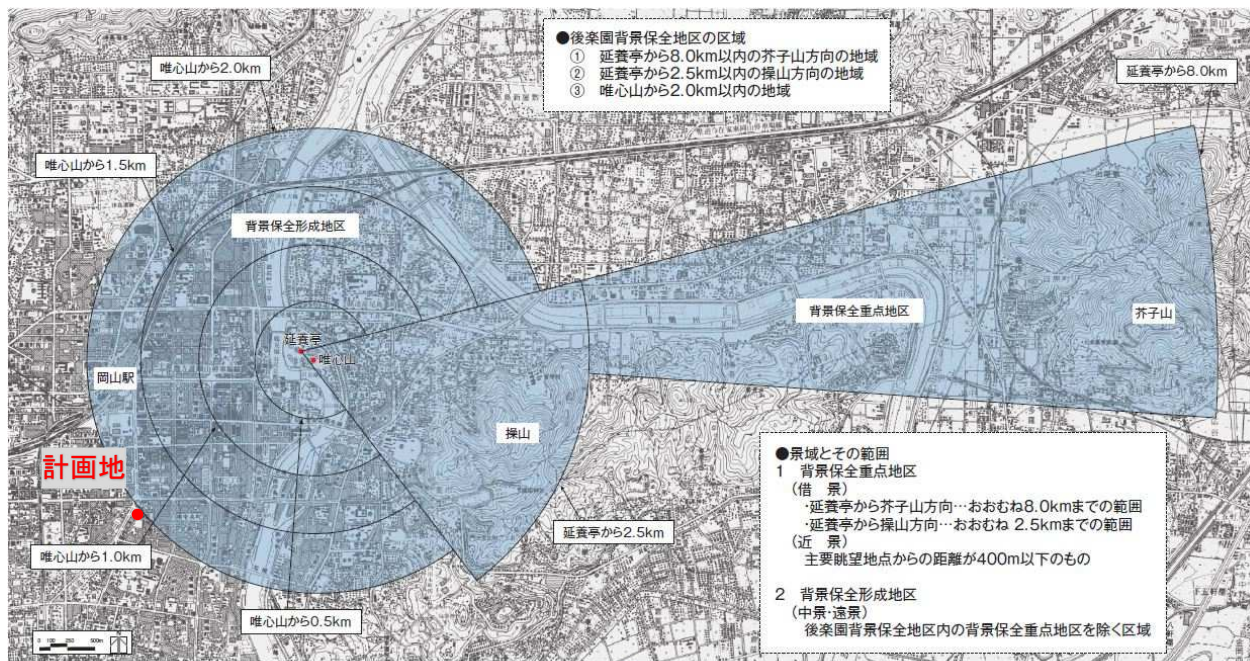 ●後楽園背景保全地区の区域
① 延養亭から8.0km以内の芥子山方向の地域
② 延養亭から2.5km以内の操山方向の地域
③ 唯心山から2.0km以内の地域
唯心山から2.0km
延養亭から8.0km
唯心山から1.5km
背景保全形成地区
背景保全重点地区
芥子山
延養亭
唯心山
岡山駅
操山
計画地
唯心山から1.0km
延養亭から2.5km
唯心山から0.5km
●景域とその範囲
1 背景保全重点地区
(借 景)
・延養亭から芥子山方向…おおむね8.0kmまでの範囲
・延養亭から操山方向…おおむね 2.5kmまでの範囲
(近 景)
主要眺望地点からの距離が400m以下のもの
2 背景保全形成地区
(中景・遠景)
後楽園背景保全地区内の背景保全重点地区を除く区域
0 100 250 500m